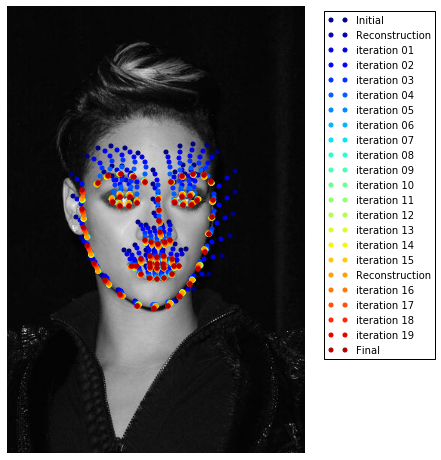 Initial
Reconstruction
iteration 01
iteration 02
iteration 03
iteration 04
iteration 05
iteration 06
iteration 07
iteration 08
iteration 09
iteration 10
iteration 11
iteration 12
iteration 13
iteration 14
iteration 15
Reconstruction
iteration 16
iteration 17
iteration 18
iteration 19
Final